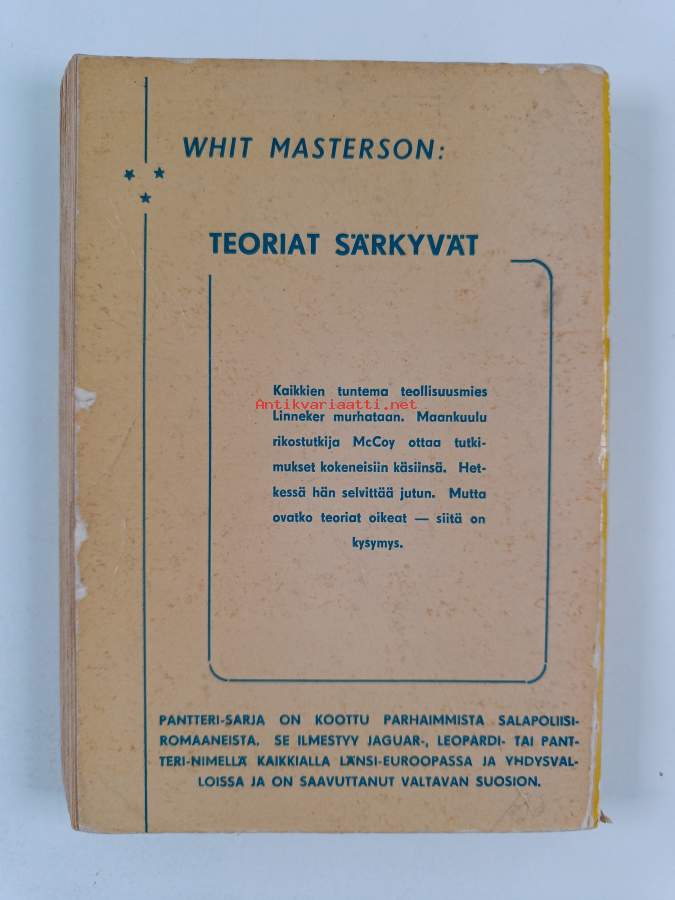 WHIT MASTERSON:
TEORIAT SÄRKYVÄT
Kaikkien tuntema teollisuusmies
Antikvariaatti.net
Linneker murhataan. Maankuulu
rikostutkija McCoy ottaa tutki-
mukset kokeneisiin käsiinsä. Het-
kessä hän selvittää jutun. Mutta
ovatko teoriat oikeat — siitä on
kysymys.
PANTTERI-SARJA ON KOOTTU PARHAIMMISTA SALAPOLIISI-
ROMAANEISTA. SE ILMESTYY JAGUAR-, LEOPARDI- TAI PANT-
TERI-NIMELLÄ KAIKKIALLA LÄNSI-EUROOPASSA JA YHDYSVAL-
LOISSA JA ON SAAVUTTANUT VALTAVAN SUOSION.